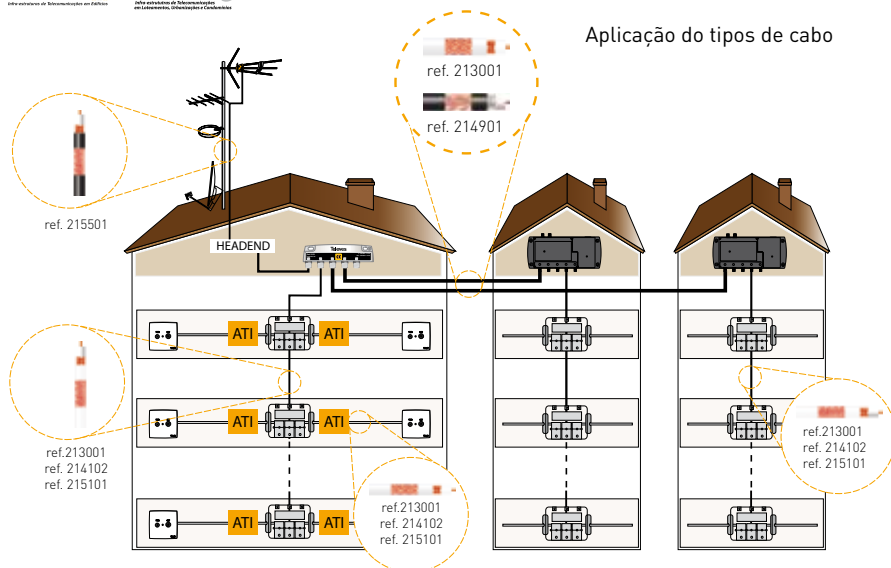 Infra-estruturas de Telecomunicações em Edifícios
Infra-estruturas de Telecomunicações
em Loteamentos, Urbanizações e Condomínios
Aplicação do tipos de cabo
ref. 213001
ref. 214901
ref. 215501
HEADEND
Televes
ATI
ATI
ATI
ATI
ref.213001
ref. 214102
ref. 215101
ref.213001
ref. 214102
ref. 215101
ref.213001
ref. 214102
ref. 215101
ATI
ATI